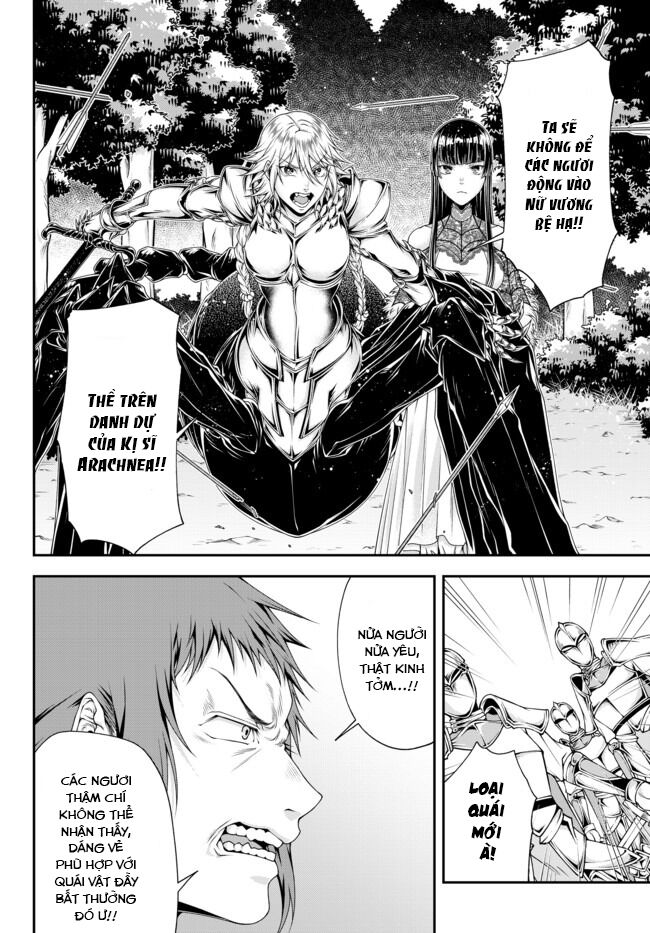 TA SẼ
KHÔNG ĐỂ
CÁC NGƯỜI
ĐỘNG VÀO
NỮ VƯƠNG
BỆ HẠ!!
THỀ TRÊN
DANH DỰ
CỦA KỊ SĨ
ARACHNEA!!
LOẠI
QUÁI
MỚI
À!
NỬA NGƯỜI
NỬA YÊU,
THẬT KINH
TỞM...!!
CÁC NGƯƠI
THẬM CHÍ
KHÔNG THỂ
NHẬN THẤY,
DÁNG VẺ
PHÙ HỢP VỚI
QUÁI VẬT ĐẦY
BẤT THƯỜNG
ĐÓ Ư!!